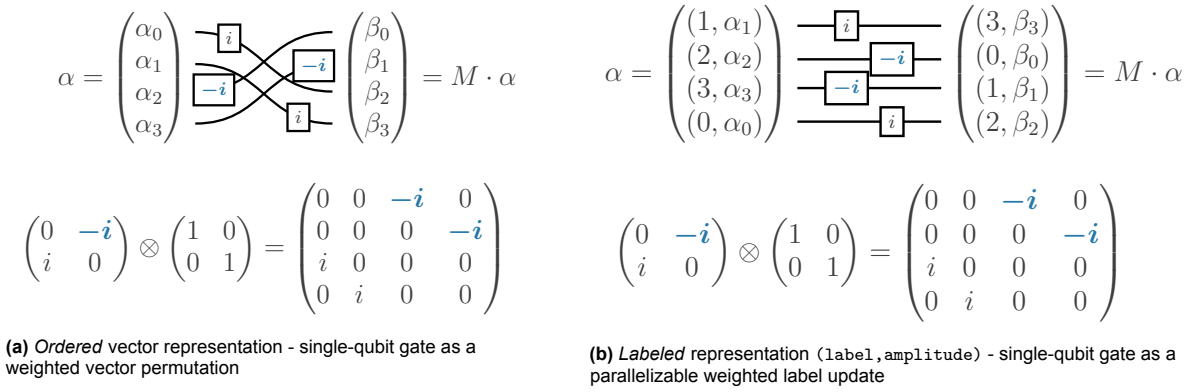 α = (α₀ α₁ α₂ α₃) i −i −i i (β₀ β₁ β₂ β₃) = M · α
(0 −i
i 0) ⊗ (1 0
0 1) = (0 0 −i 0
0 0 0 −i
i 0 0 0
0 i 0 0)
(a) Ordered vector representation - single-qubit gate as a
weighted vector permutation
α = ((1, α₁) (2, α₂) (3, α₃) (0, α₀)) i −i −i i ((3, β₃) (0, β₀) (1, β₁) (2, β₂)) = M · α
(0 −i
i 0) ⊗ (1 0
0 1) = (0 0 −i 0
0 0 0 −i
i 0 0 0
0 i 0 0)
(b) Labeled representation (label,amplitude) - single-qubit gate as a
parallelizable weighted label update